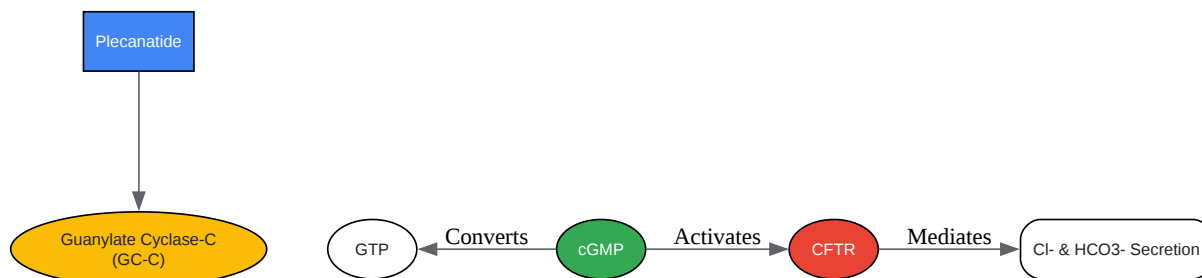 Plecanatide
Guanylate Cyclase-C
(GC-C)
GTP
Converts
cGMP
Activates
CFTR
Mediates
Cl- & HCO3- Secretion